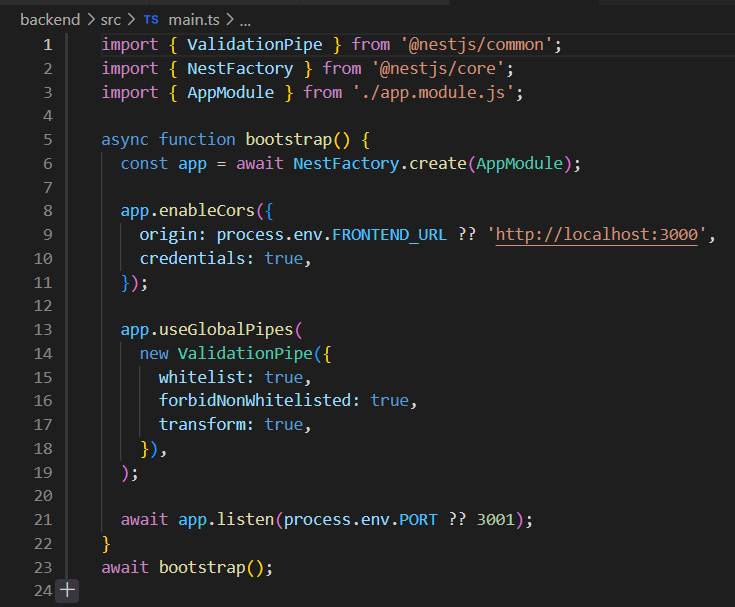 backend > src > TS main.ts > ...
1 import { ValidationPipe } from '@nestjs/common';
2 import { NestFactory } from '@nestjs/core';
3 import { AppModule } from './app.module.js';
4
5 async function bootstrap() {
6   const app = await NestFactory.create(AppModule);
7
8   app.enableCors({
9     origin: process.env.FRONTEND_URL ?? 'http://localhost:3000',
10     credentials: true,
11   });
12
13   app.useGlobalPipes(
14     new ValidationPipe({
15       whitelist: true,
16       forbidNonWhitelisted: true,
17       transform: true,
18     }),
19   );
20
21   await app.listen(process.env.PORT ?? 3001);
22 }
23 await bootstrap();
24 +